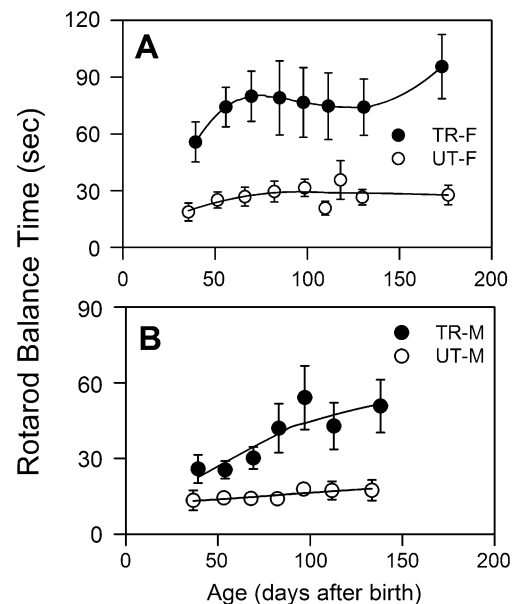 Rotarod Balance Time (sec)
A
120
90
60
30
0
TR-F
UT-F
0 50 100 150 200
B
90
60
30
0
TR-M
UT-M
0 50 100 150 200
Age (days after birth)